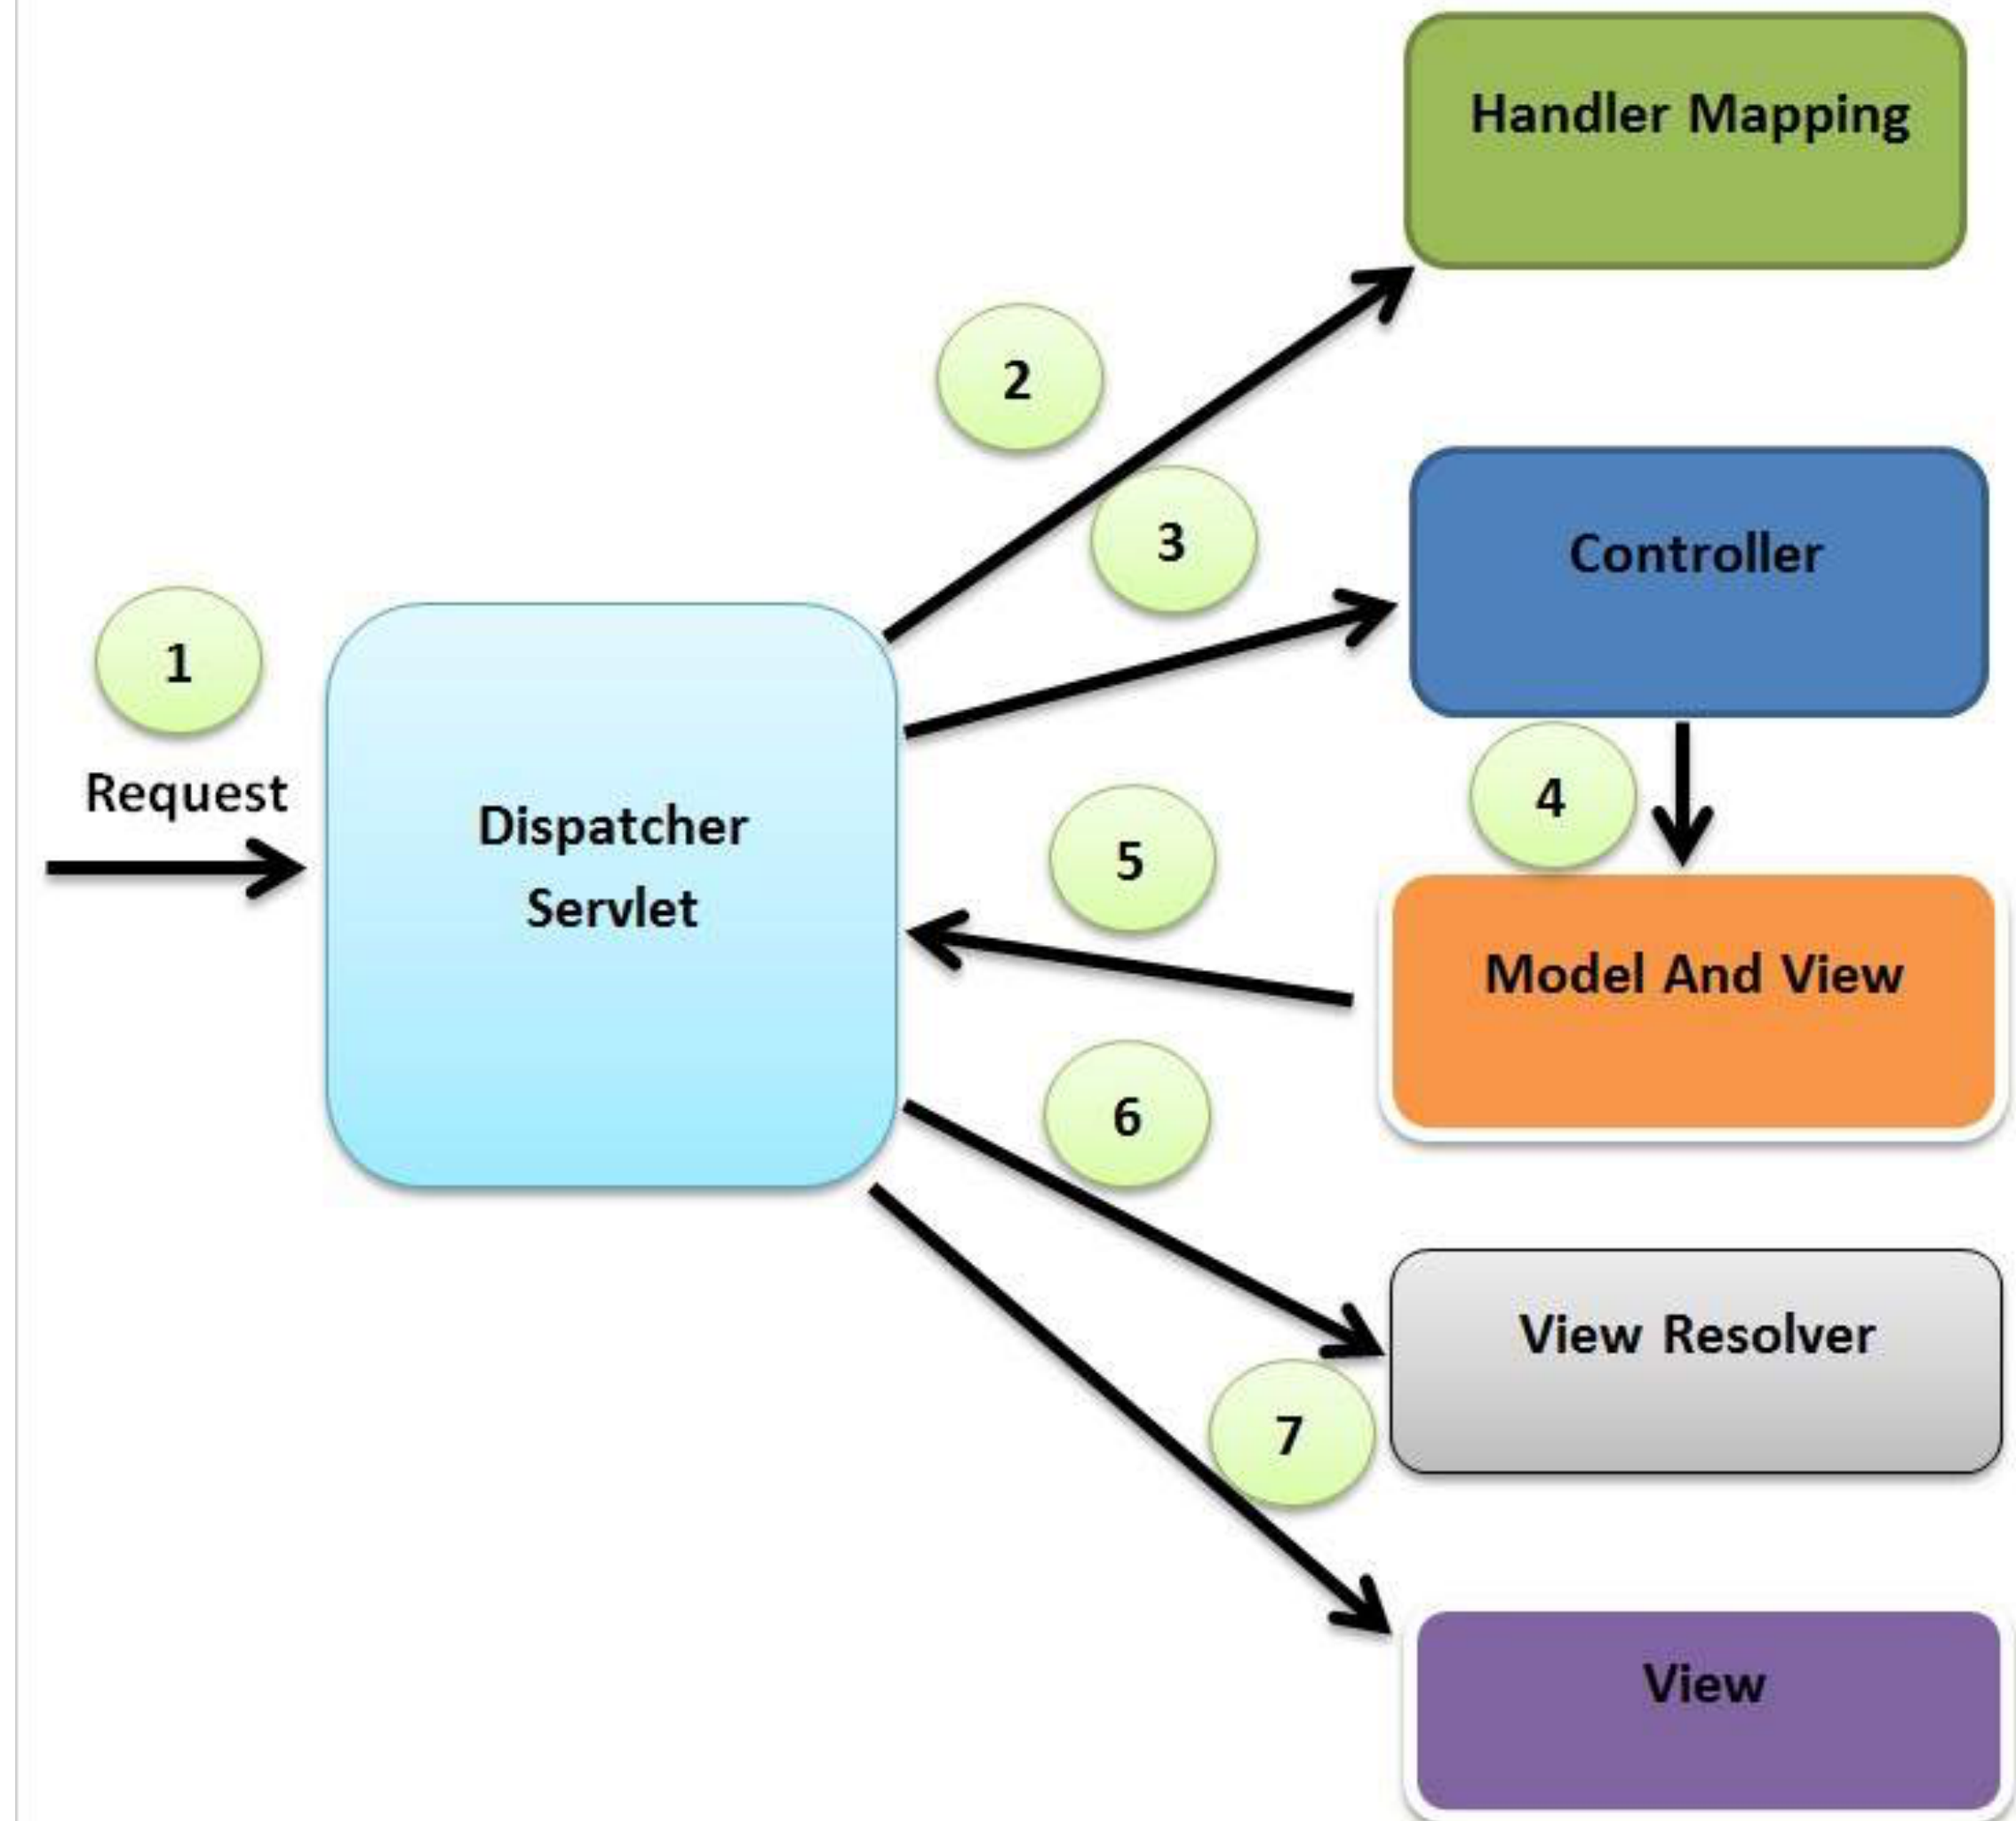 Handler Mapping
2
3
Controller
1
Request
Dispatcher
Servlet
4
5
Model And View
6
View Resolver
7
View